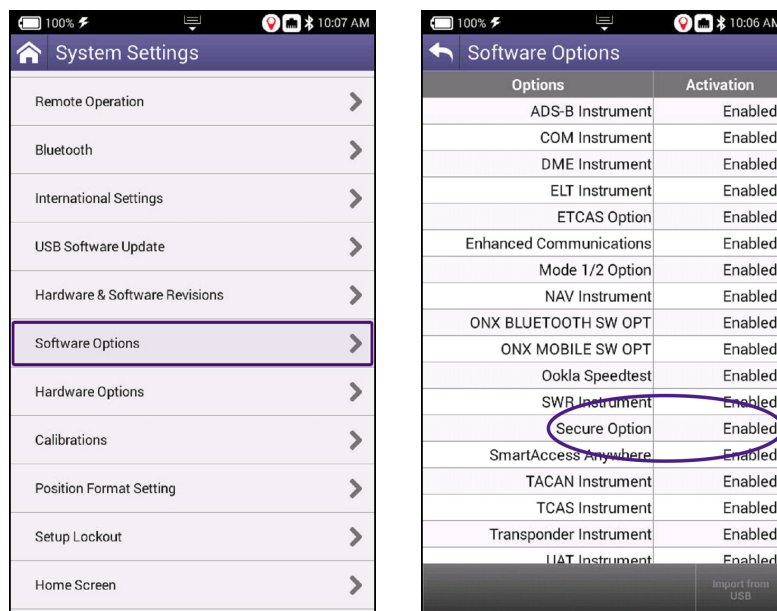 100% 10:07 AM
System Settings
Remote Operation
Bluetooth
International Settings
USB Software Update
Hardware & Software Revisions
Software Options
Hardware Options
Calibrations
Position Format Setting
Setup Lockout
Home Screen
100% 10:06 AM
Software Options
Options Activation
ADS-B Instrument Enabled
COM Instrument Enabled
DME Instrument Enabled
ELT Instrument Enabled
ETCAS Option Enabled
Enhanced Communications Enabled
Mode 1/2 Option Enabled
NAV Instrument Enabled
ONX BLUETOOTH SW OPT Enabled
ONX MOBILE SW OPT Enabled
Ookla Speedtest Enabled
SWR Instrument Enabled
Secure Option Enabled
SmartAccess Anywhere Enabled
TACAN Instrument Enabled
TCAS Instrument Enabled
Transponder Instrument Enabled
UAT Instrument Enabled
Import from
USB